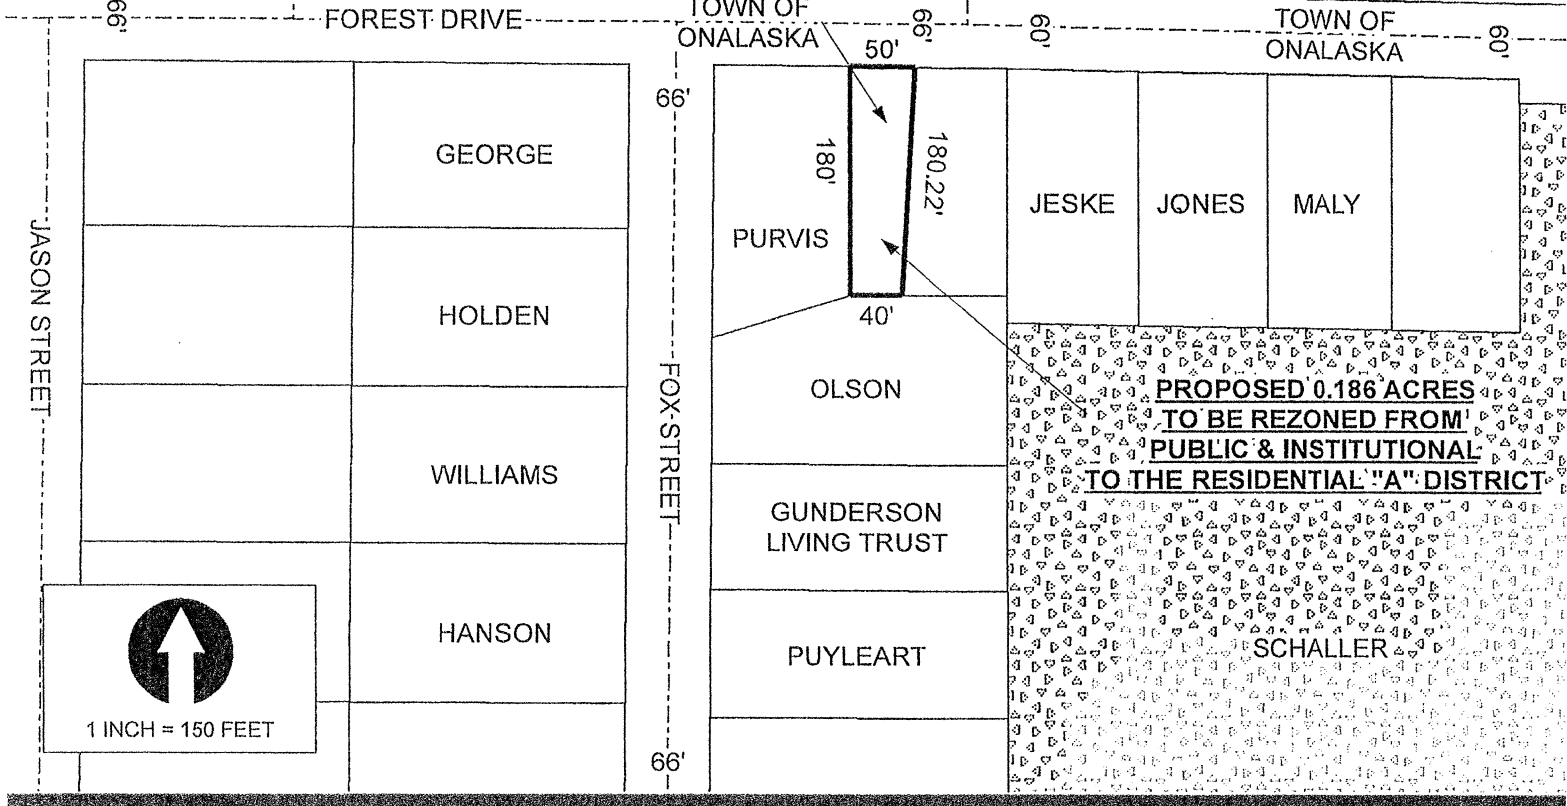 66'
FOREST DRIVE
TOWN OF
ONALASKA
66'
60'
TOWN OF
ONALASKA
60'
50'
66'
180'
180.22'
40'
GEORGE
HOLDEN
WILLIAMS
HANSON
JASON STREET
FOX STREET
66'
PURVIS
OLSON
GUNDERSON
LIVING TRUST
PUYLEART
JESKE
JONES
MALY
PROPOSED 0.186 ACRES
TO BE REZONED FROM
PUBLIC & INSTITUTIONAL
TO THE RESIDENTIAL "A" DISTRICT
SCHALLER
1 INCH = 150 FEET